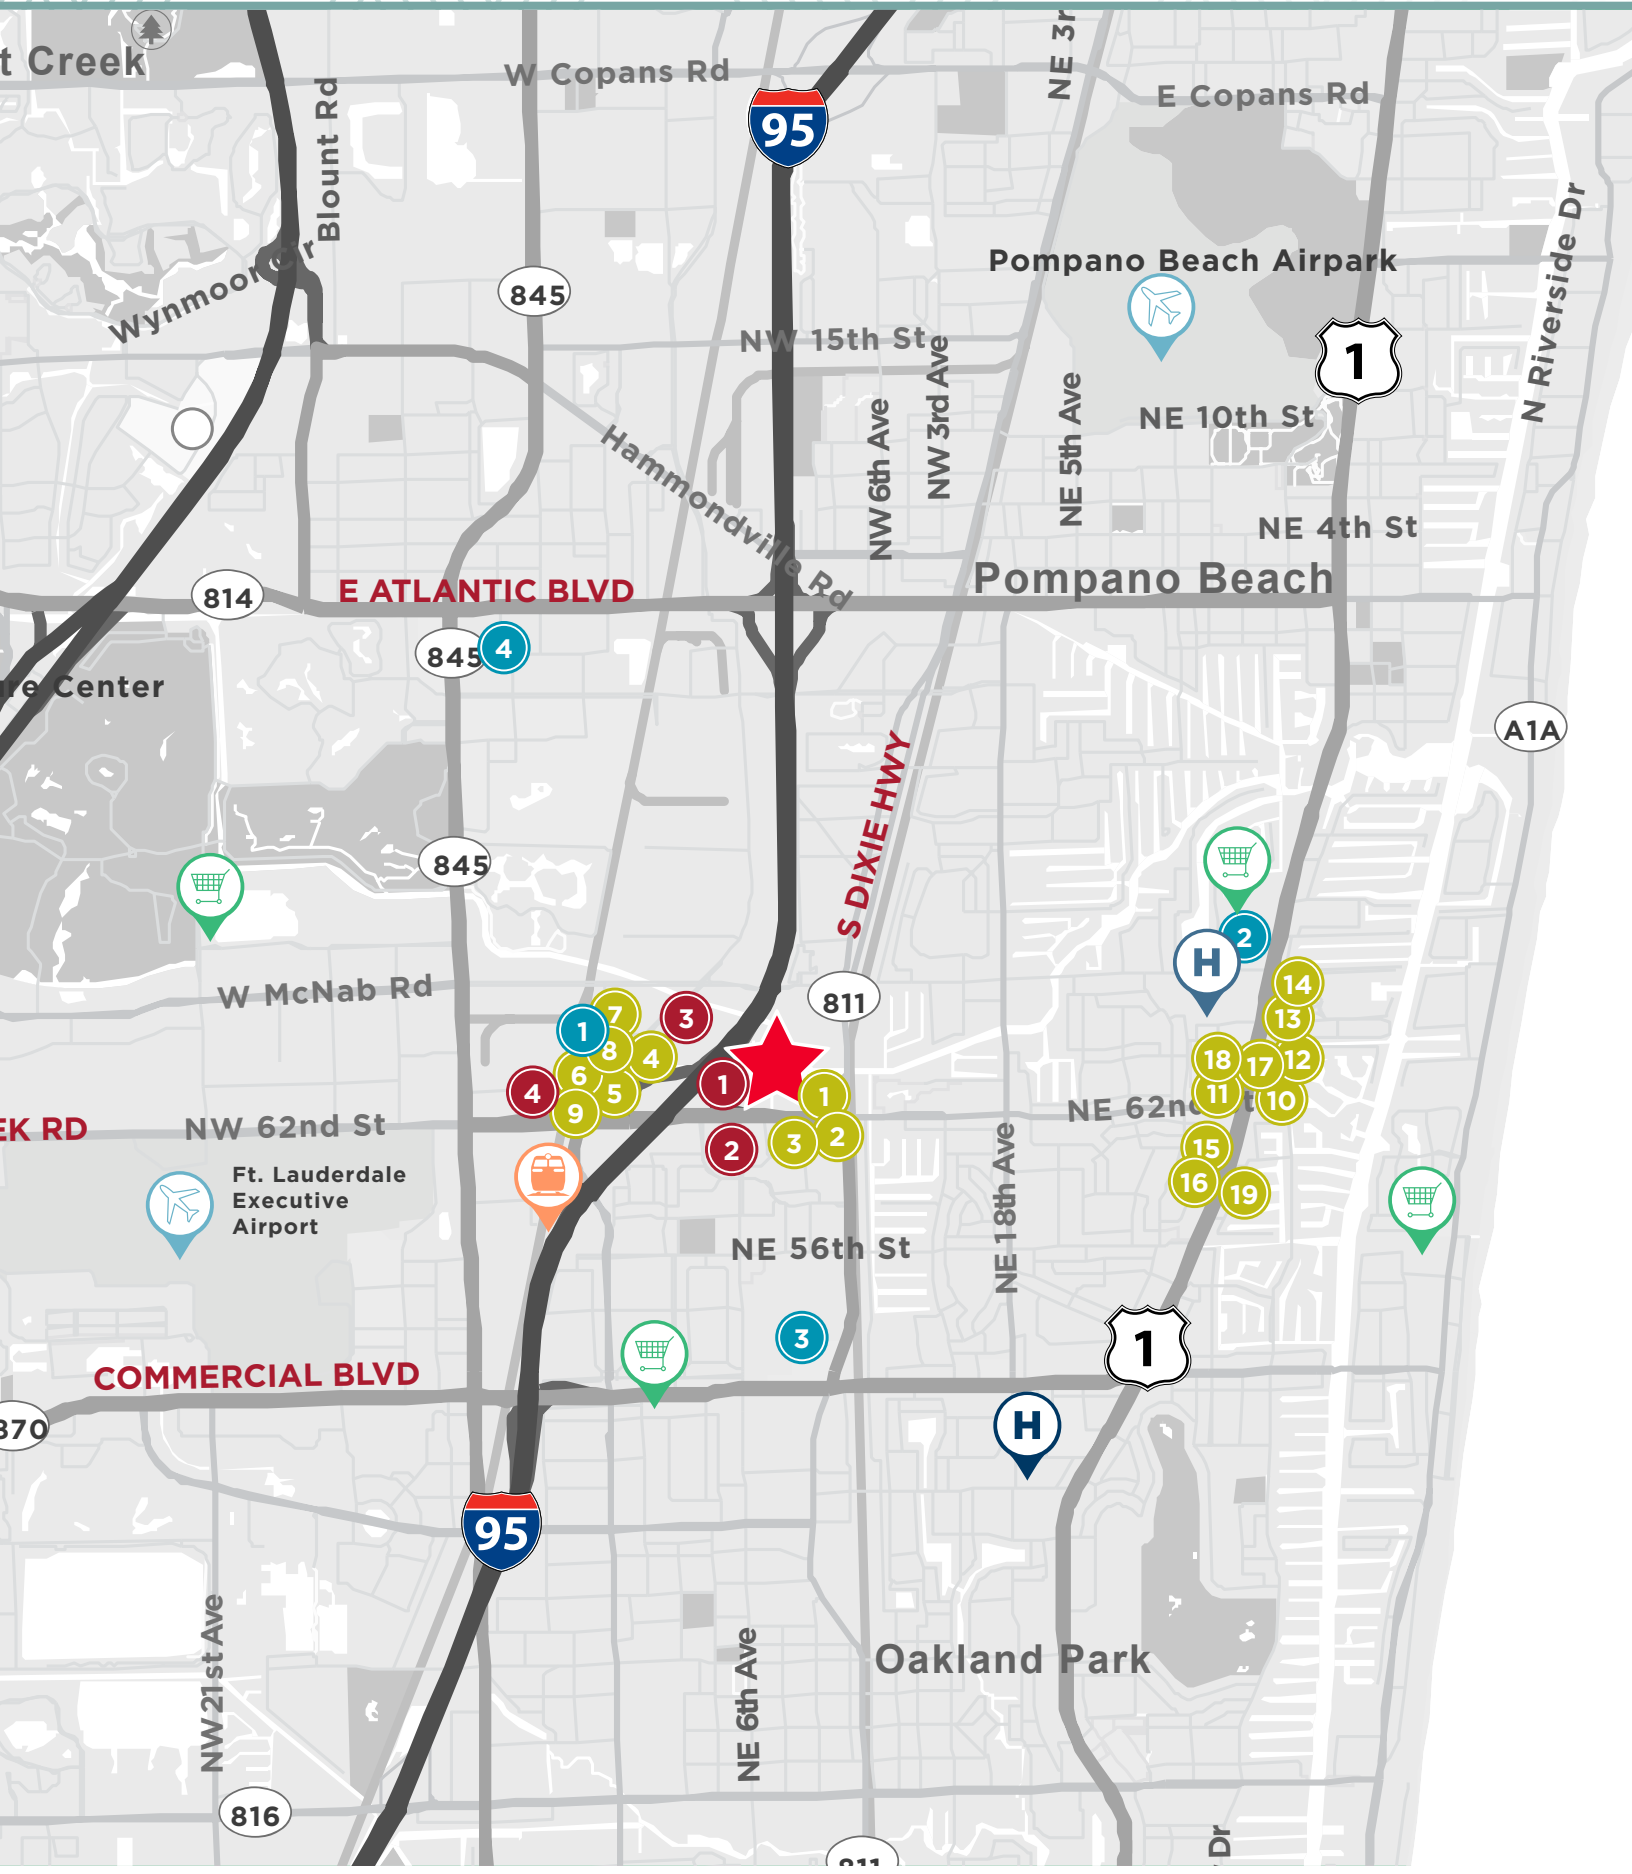 t Creek
W Copans Rd
NE 3r
E Copans Rd
95
Blount Rd
N Riverside Dr
Wynmoor Cir
Pompano Beach Airpark
845
NW 15th St
1
NW 3rd Ave
NE 5th Ave
NW 6th Ave
NE 10th St
Hammondville Rd
NE 4th St
Pompano Beach
E ATLANTIC BLVD
814
845
4
re Center
A1A
S DIXIE HWY
845
2
H
W McNab Rd
811
14
7
3
13
1
8
4
18
17
12
6
1
4
5
11
10
1
9
NE 62nd St
EK RD
NW 62nd St
2
3
2
15
NE 18th Ave
16
19
Ft. Lauderdale
Executive
Airport
NE 56th St
3
1
COMMERCIAL BLVD
870
H
95
NW 21st Ave
NE 6th Ave
Oakland Park
816
Dr
811